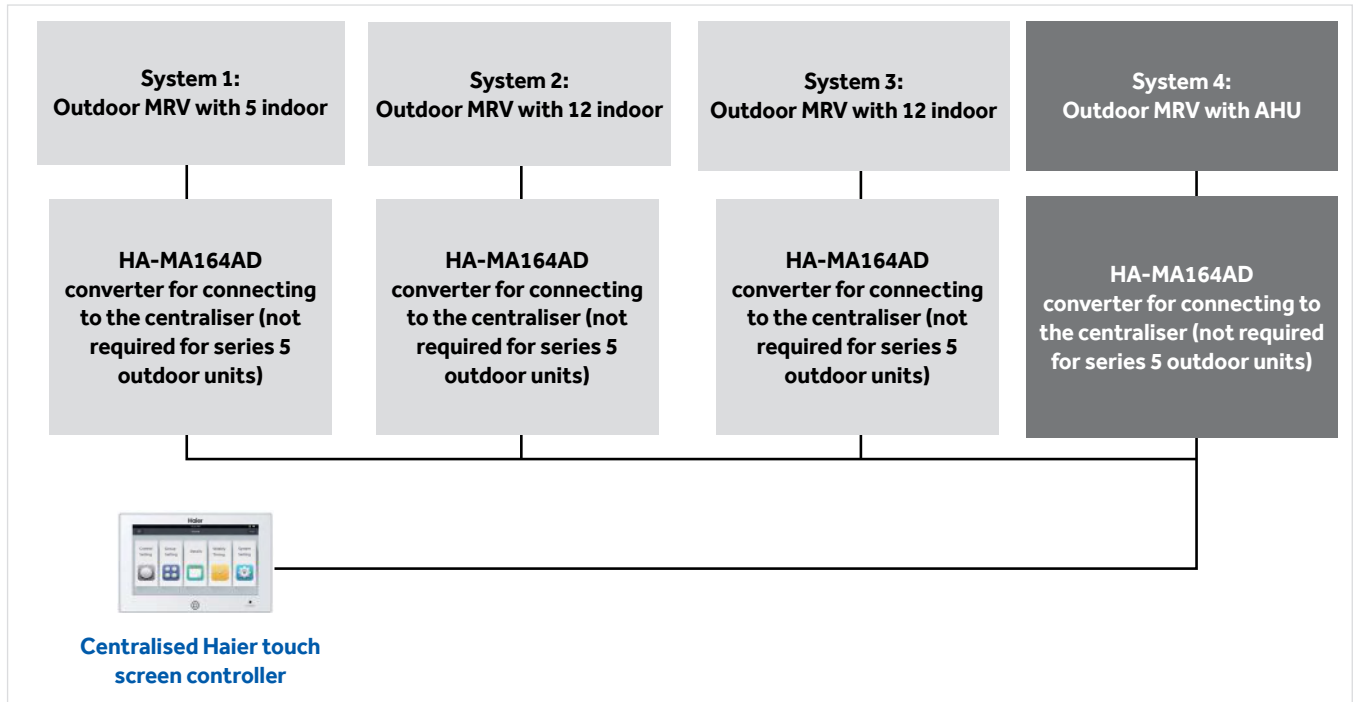 System 1:
Outdoor MRV with 5 indoor
System 2:
Outdoor MRV with 12 indoor
System 3:
Outdoor MRV with 12 indoor
System 4:
Outdoor MRV with AHU
HA-MA164AD
converter for connecting
to the centraliser (not
required for series 5
outdoor units)
HA-MA164AD
converter for connecting
to the centraliser (not
required for series 5
outdoor units)
HA-MA164AD
converter for connecting
to the centraliser (not
required for series 5
outdoor units)
HA-MA164AD
converter for connecting to
the centraliser (not required
for series 5 outdoor units)
Haier
Centralised Haier touch
screen controller